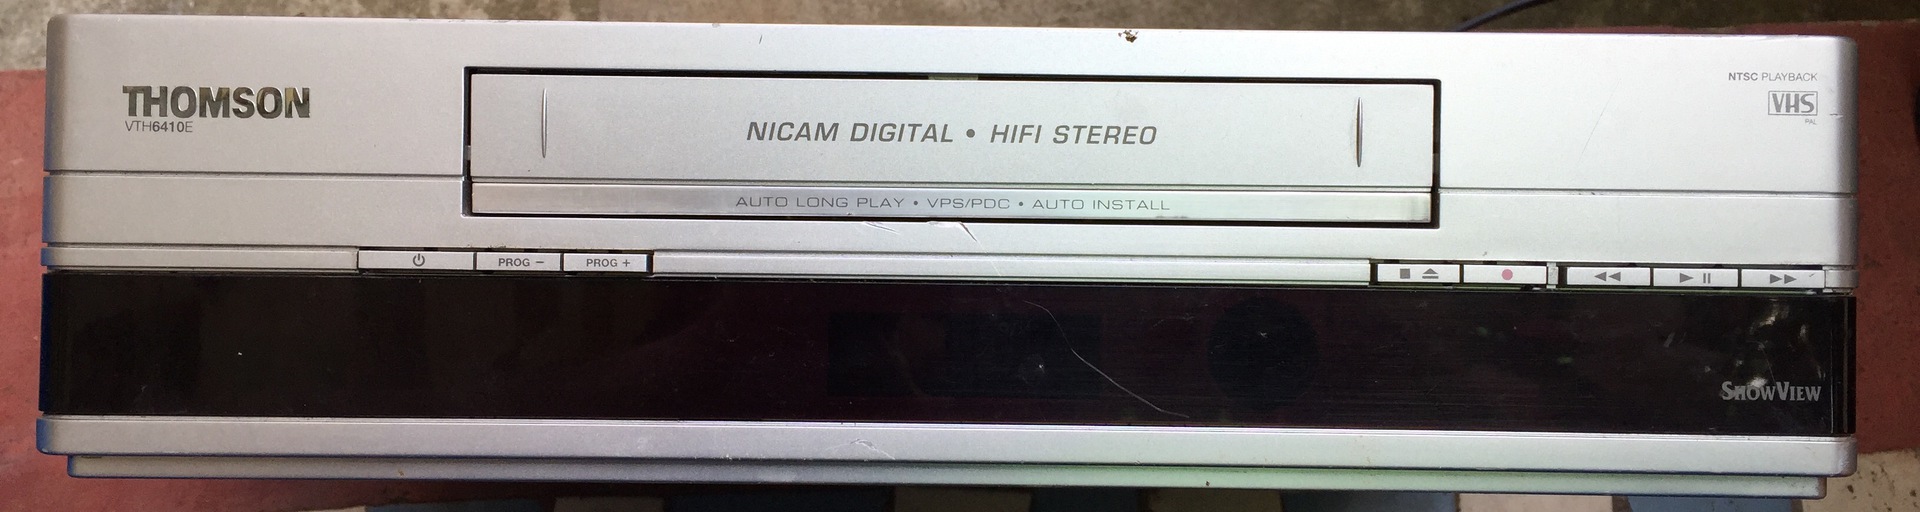 THOMSON
VTH6410E
NICAM DIGITAL • HIFI STEREO
AUTO LONG PLAY • VPS/PDC • AUTO INSTALL
NTSC PLAYBACK
VHS
PAL
PROG −
PROG +
SHOWVIEW